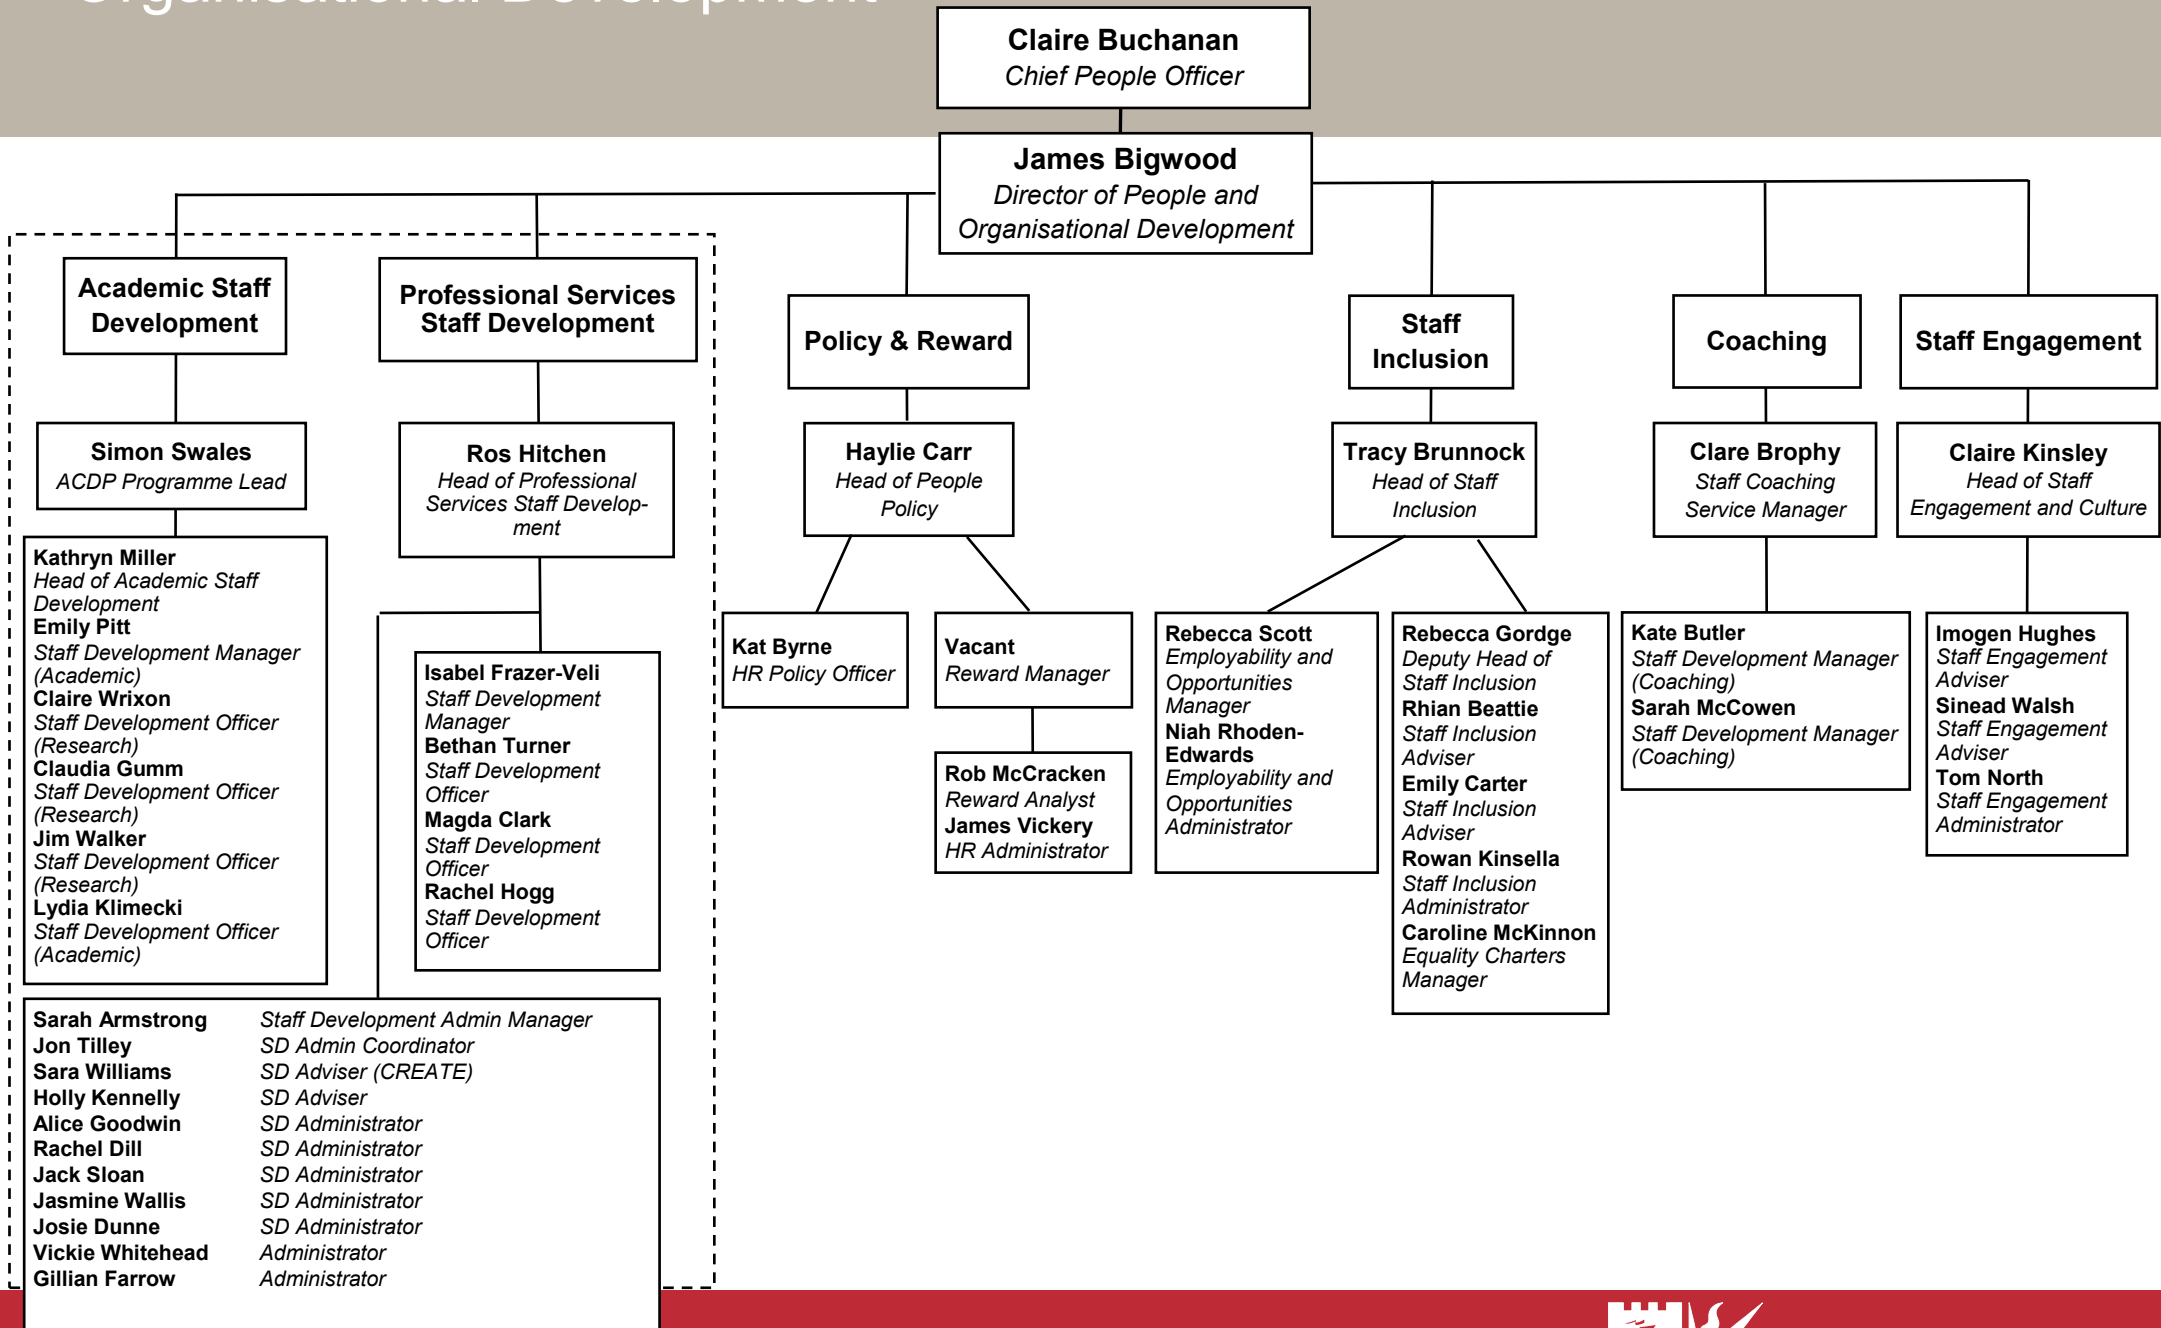 Organisational Development
Claire Buchanan
Chief People Officer
James Bigwood
Director of People and
Organisational Development
Academic Staff
Development
Professional Services
Staff Development
Policy & Reward
Staff
Inclusion
Coaching
Staff Engagement
Simon Swales
ACDP Programme Lead
Ros Hitchen
Head of Professional
Services Staff Develop-
ment
Haylie Carr
Head of People
Policy
Tracy Brunnock
Head of Staff
Inclusion
Clare Brophy
Staff Coaching
Service Manager
Claire Kinsley
Head of Staff
Engagement and Culture
Kathryn Miller
Head of Academic Staff
Development
Emily Pitt
Staff Development Manager
(Academic)
Claire Wrixon
Staff Development Officer
(Research)
Claudia Gumm
Staff Development Officer
(Research)
Jim Walker
Staff Development Officer
(Research)
Lydia Klimecki
Staff Development Officer
(Academic)
Isabel Frazer-Veli
Staff Development
Manager
Bethan Turner
Staff Development
Officer
Magda Clark
Staff Development
Officer
Rachel Hogg
Staff Development
Officer
Kat Byrne
HR Policy Officer
Vacant
Reward Manager
Rob McCracken
Reward Analyst
James Vickery
HR Administrator
Rebecca Scott
Employability and
Opportunities
Manager
Niah Rhoden-
Edwards
Employability and
Opportunities
Administrator
Rebecca Gordge
Deputy Head of
Staff Inclusion
Rhian Beattie
Staff Inclusion
Adviser
Emily Carter
Staff Inclusion
Adviser
Rowan Kinsella
Staff Inclusion
Administrator
Caroline McKinnon
Equality Charters
Manager
Kate Butler
Staff Development Manager
(Coaching)
Sarah McCowen
Staff Development Manager
(Coaching)
Imogen Hughes
Staff Engagement
Adviser
Sinead Walsh
Staff Engagement
Adviser
Tom North
Staff Engagement
Administrator
Sarah Armstrong Staff Development Admin Manager
Jon Tilley SD Admin Coordinator
Sara Williams SD Adviser (CREATE)
Holly Kennelly SD Adviser
Alice Goodwin SD Administrator
Rachel Dill SD Administrator
Jack Sloan SD Administrator
Jasmine Wallis SD Administrator
Josie Dunne SD Administrator
Vickie Whitehead Administrator
Gillian Farrow Administrator